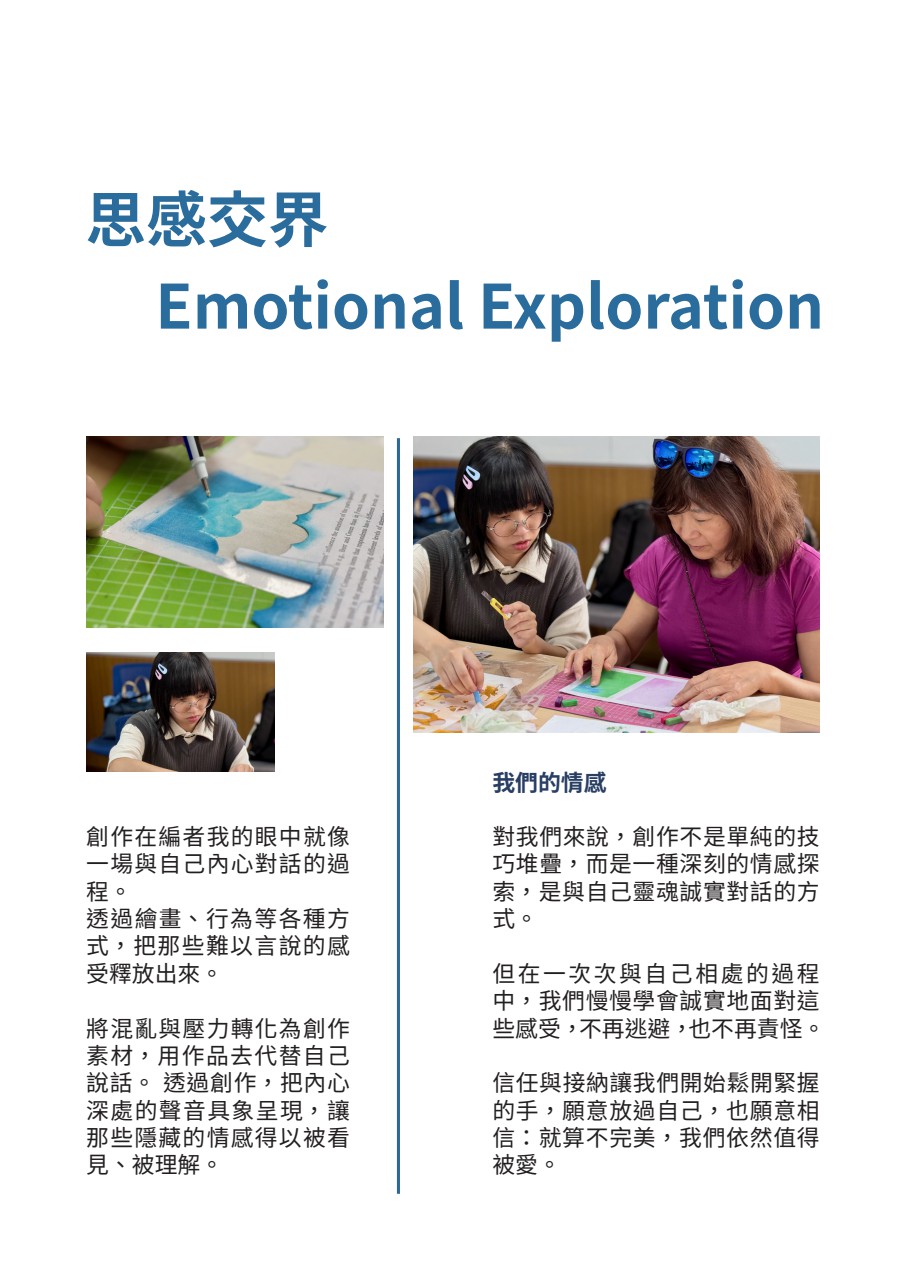 思感交界
Emotional Exploration
創作在編者我的眼中就像
一場與自己內心對話的過
程。
透過繪畫、行為等各種方
式，把那些難以言說的感
受釋放出來。
將混亂與壓力轉化為創作
素材，用作品去代替自己
說話。 透過創作，把內心
深處的聲音具象呈現，讓
那些隱藏的情感得以被看
見、被理解。
我們的情感
對我們來說，創作不是單純的技
巧堆疊，而是一種深刻的情感探
索，是與自己靈魂誠實對話的方
式。
但在一次次與自己相處的過程
中，我們慢慢學會誠實地面對這
些感受，不再逃避，也不再責怪。
信任與接納讓我們開始鬆開緊握
的手，願意放過自己，也願意相
信：就算不完美，我們依然值得
被愛。